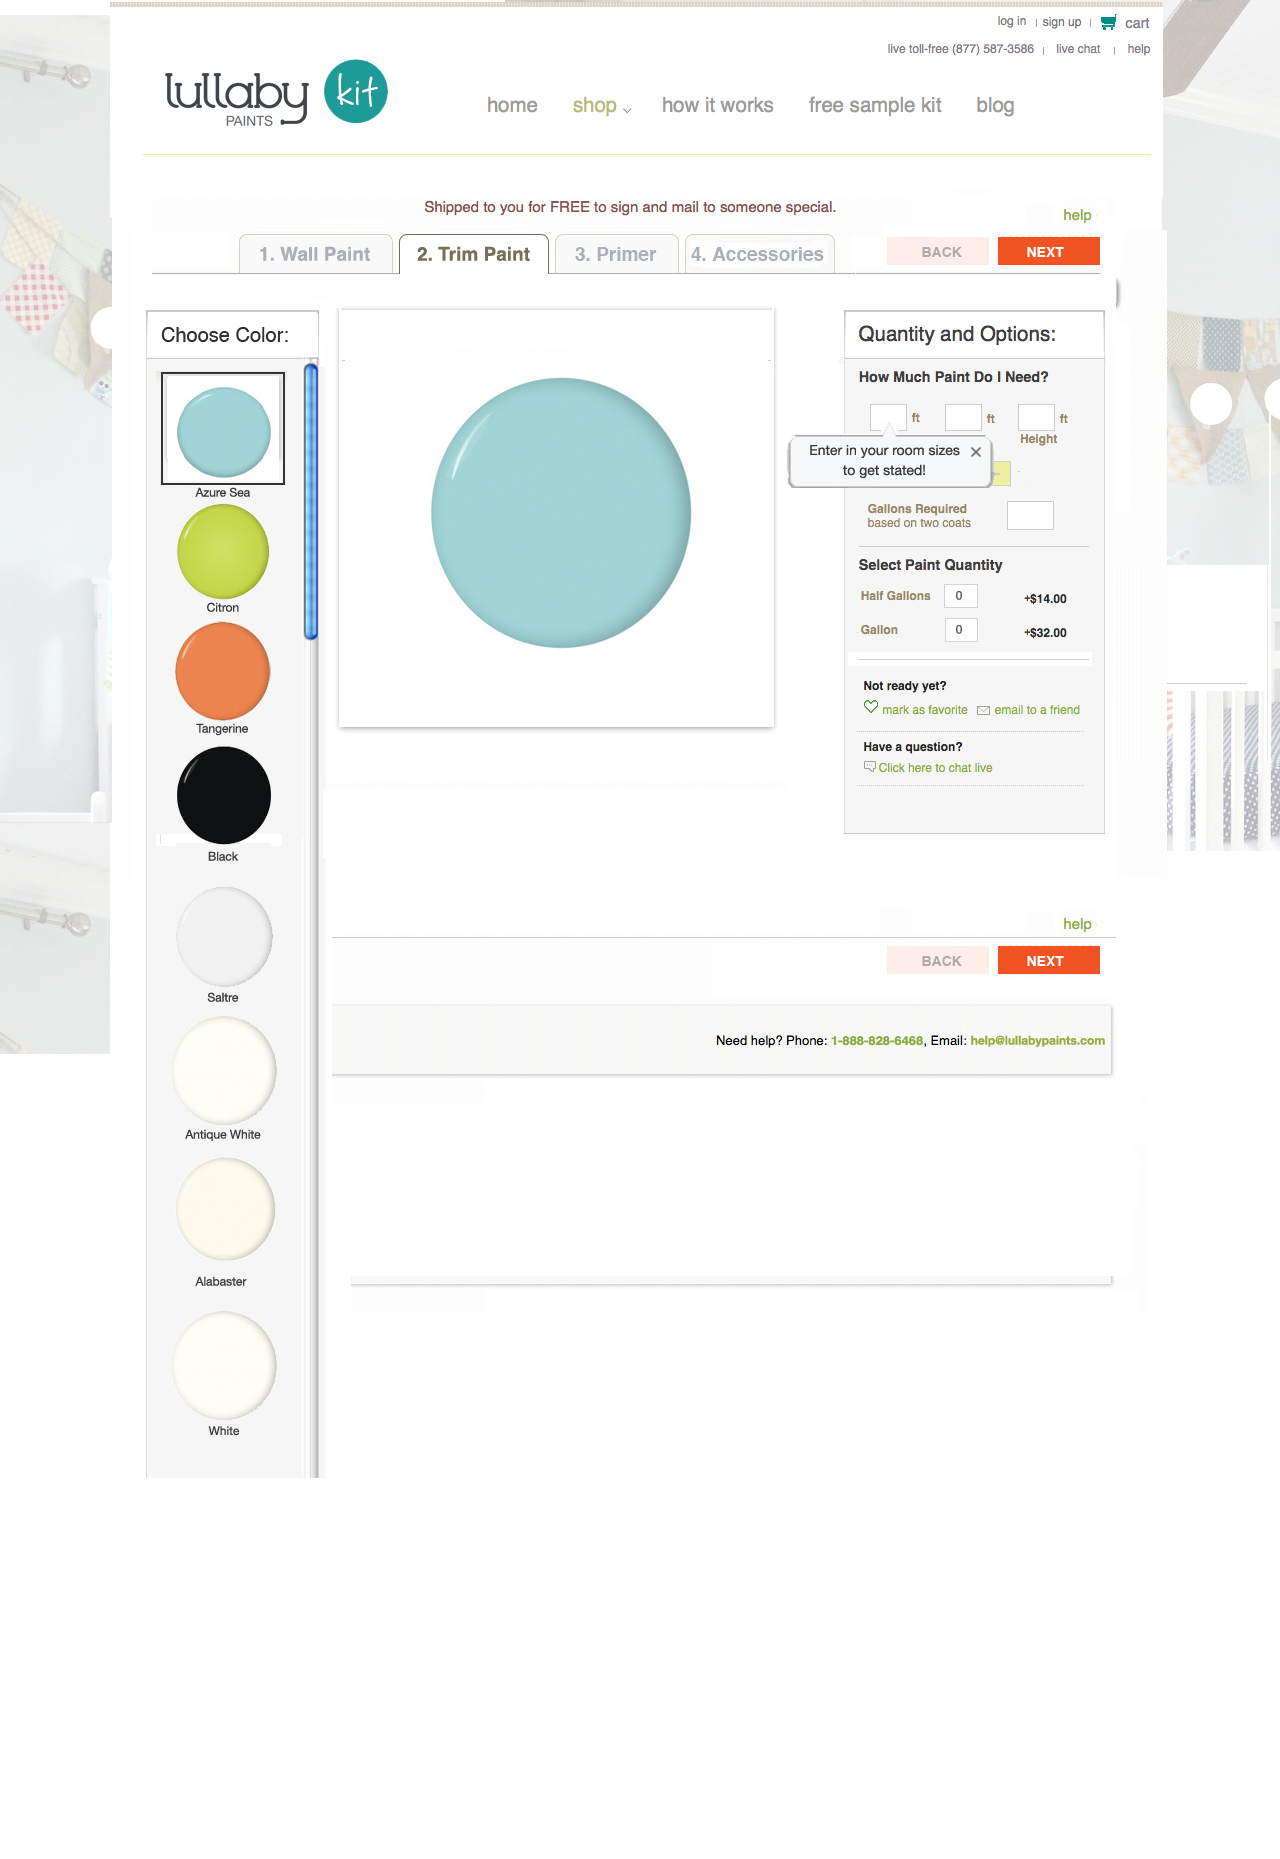 log in
sign up
cart
live toll-free (877) 587-3586
live chat
help
lullaby
PAINTS
kit
home
shop
how it works
free sample kit
blog
Shipped to you for FREE to sign and mail to someone special.
help
1. Wall Paint
2. Trim Paint
3. Primer
4. Accessories
BACK
NEXT
Choose Color:
Azure Sea
Citron
Tangerine
Black
Saltre
Antique White
Alabaster
White
Quantity and Options:
How Much Paint Do I Need?
ft
ft
ft
Height
Enter in your room sizes
to get stated!
Gallons Required
based on two coats
Select Paint Quantity
Half Gallons 0 +$14.00
Gallon 0 +$32.00
Not ready yet?
mark as favorite
email to a friend
Have a question?
Click here to chat live
help
BACK
NEXT
Need help? Phone: 1-888-828-6468, Email: help@lullabypaints.com